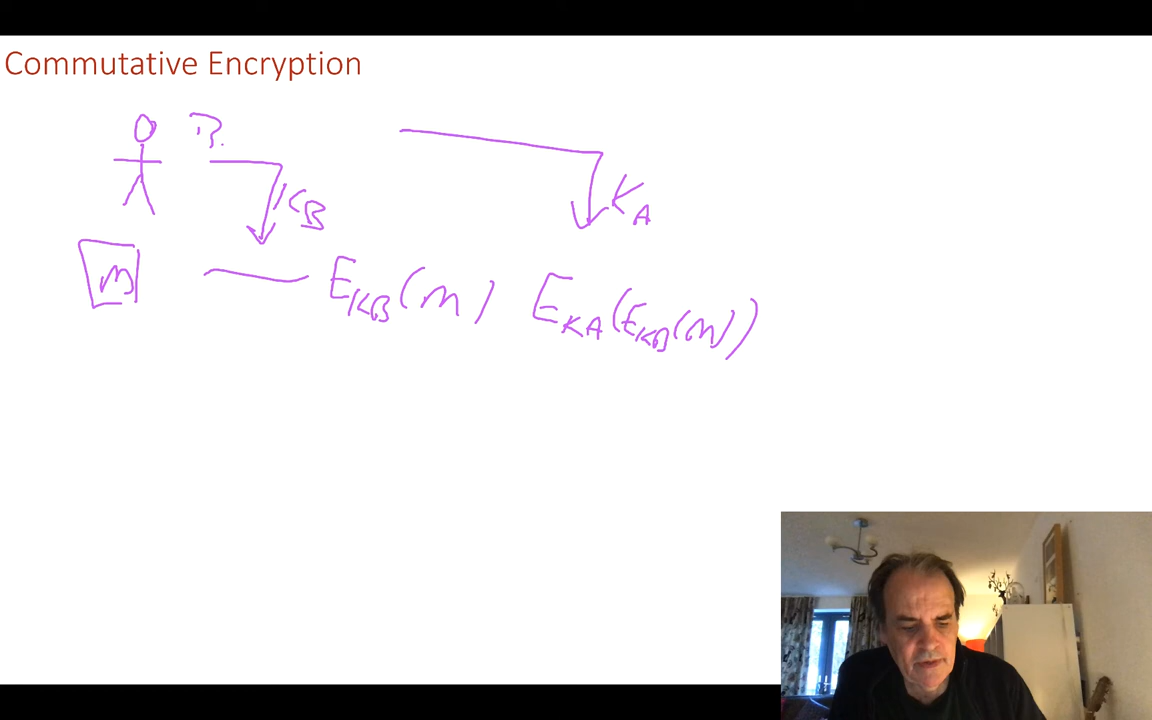 Commutative Encryption
B.
K_B
K_A
M
E_KB(M) E_KA(E_KB(M))